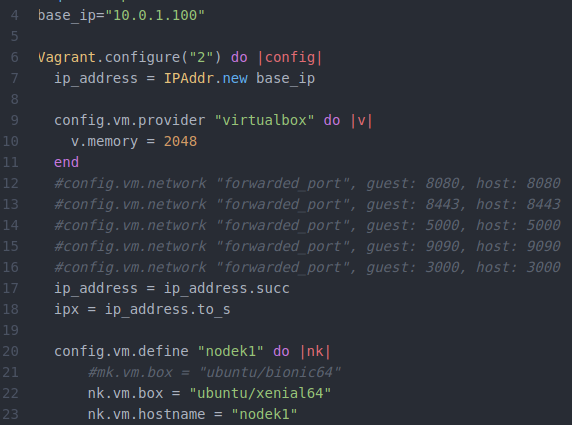 4 base_ip="10.0.1.100"
5
6 Vagrant.configure("2") do |config|
7 ip_address = IPAddr.new base_ip
8
9 config.vm.provider "virtualbox" do |v|
10 v.memory = 2048
11 end
12 #config.vm.network "forwarded_port", guest: 8080, host: 8080
13 #config.vm.network "forwarded_port", guest: 8443, host: 8443
14 #config.vm.network "forwarded_port", guest: 5000, host: 5000
15 #config.vm.network "forwarded_port", guest: 9090, host: 9090
16 #config.vm.network "forwarded_port", guest: 3000, host: 3000
17 ip_address = ip_address.succ
18 ipx = ip_address.to_s
19
20 config.vm.define "nodek1" do |nk|
21 #mk.vm.box = "ubuntu/bionic64"
22 nk.vm.box = "ubuntu/xenial64"
23 nk.vm.hostname = "nodek1"